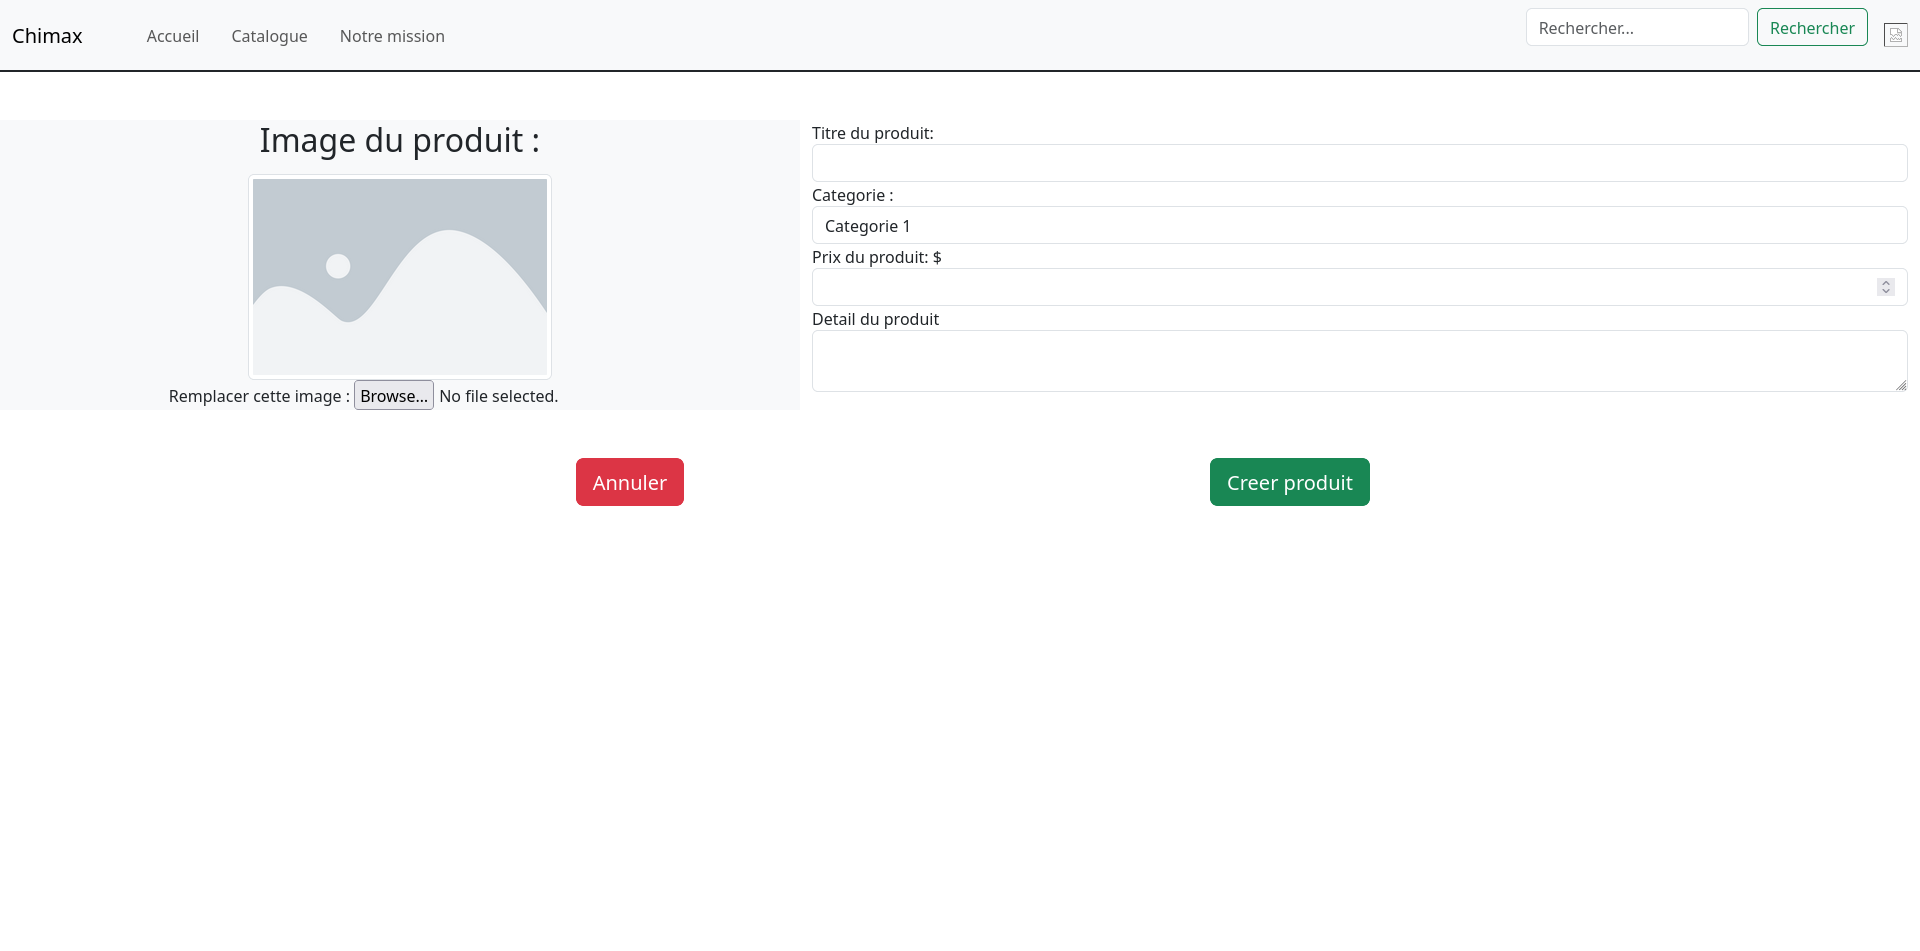 Chimax Accueil Catalogue Notre mission Rechercher... Rechercher
Image du produit :
Remplacer cette image : Browse... No file selected.
Titre du produit:
Categorie :
Categorie 1
Prix du produit: $
Detail du produit
Annuler Creer produit